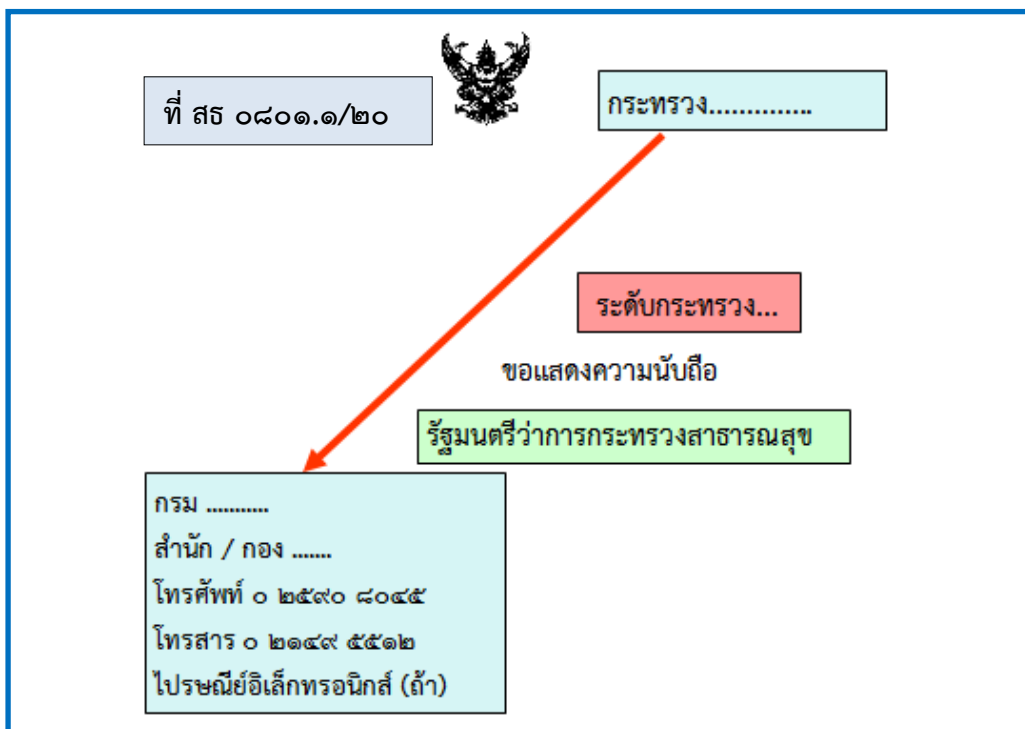 ที่ สธ ๐๘๐๑.๑/๒๐
กระทรวง..............
ระดับกระทรวง...
ขอแสดงความนับถือ
รัฐมนตรีว่าการกระทรวงสาธารณสุข
กรม ...........
สำนัก / กอง .......
โทรศัพท์ ๐ ๒๕๙๐ ๘๐๔๕
โทรสาร ๐ ๒๑๔๙ ๕๕๑๒
ไปรษณีย์อิเล็กทรอนิกส์ (ถ้า)